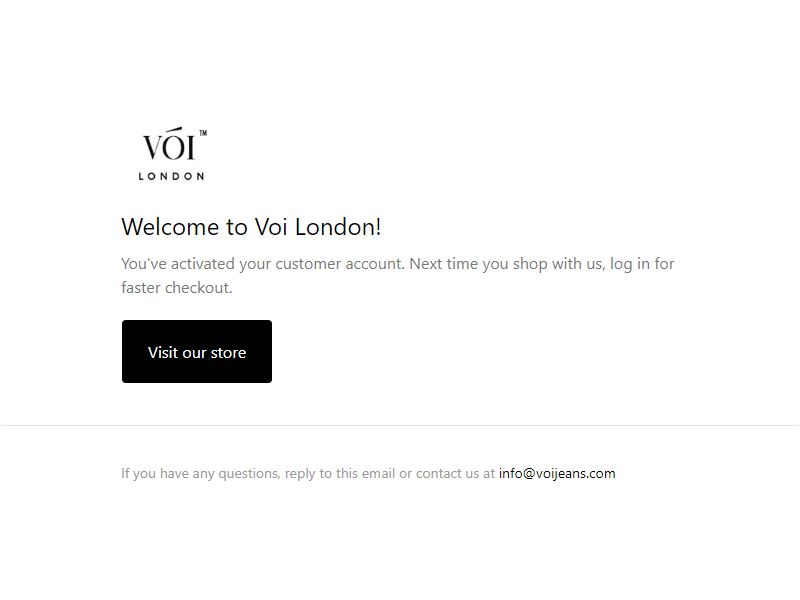 VÓI™
LONDON
Welcome to Voi London!
You've activated your customer account. Next time you shop with us, log in for
faster checkout.
Visit our store
If you have any questions, reply to this email or contact us at info@voijeans.com